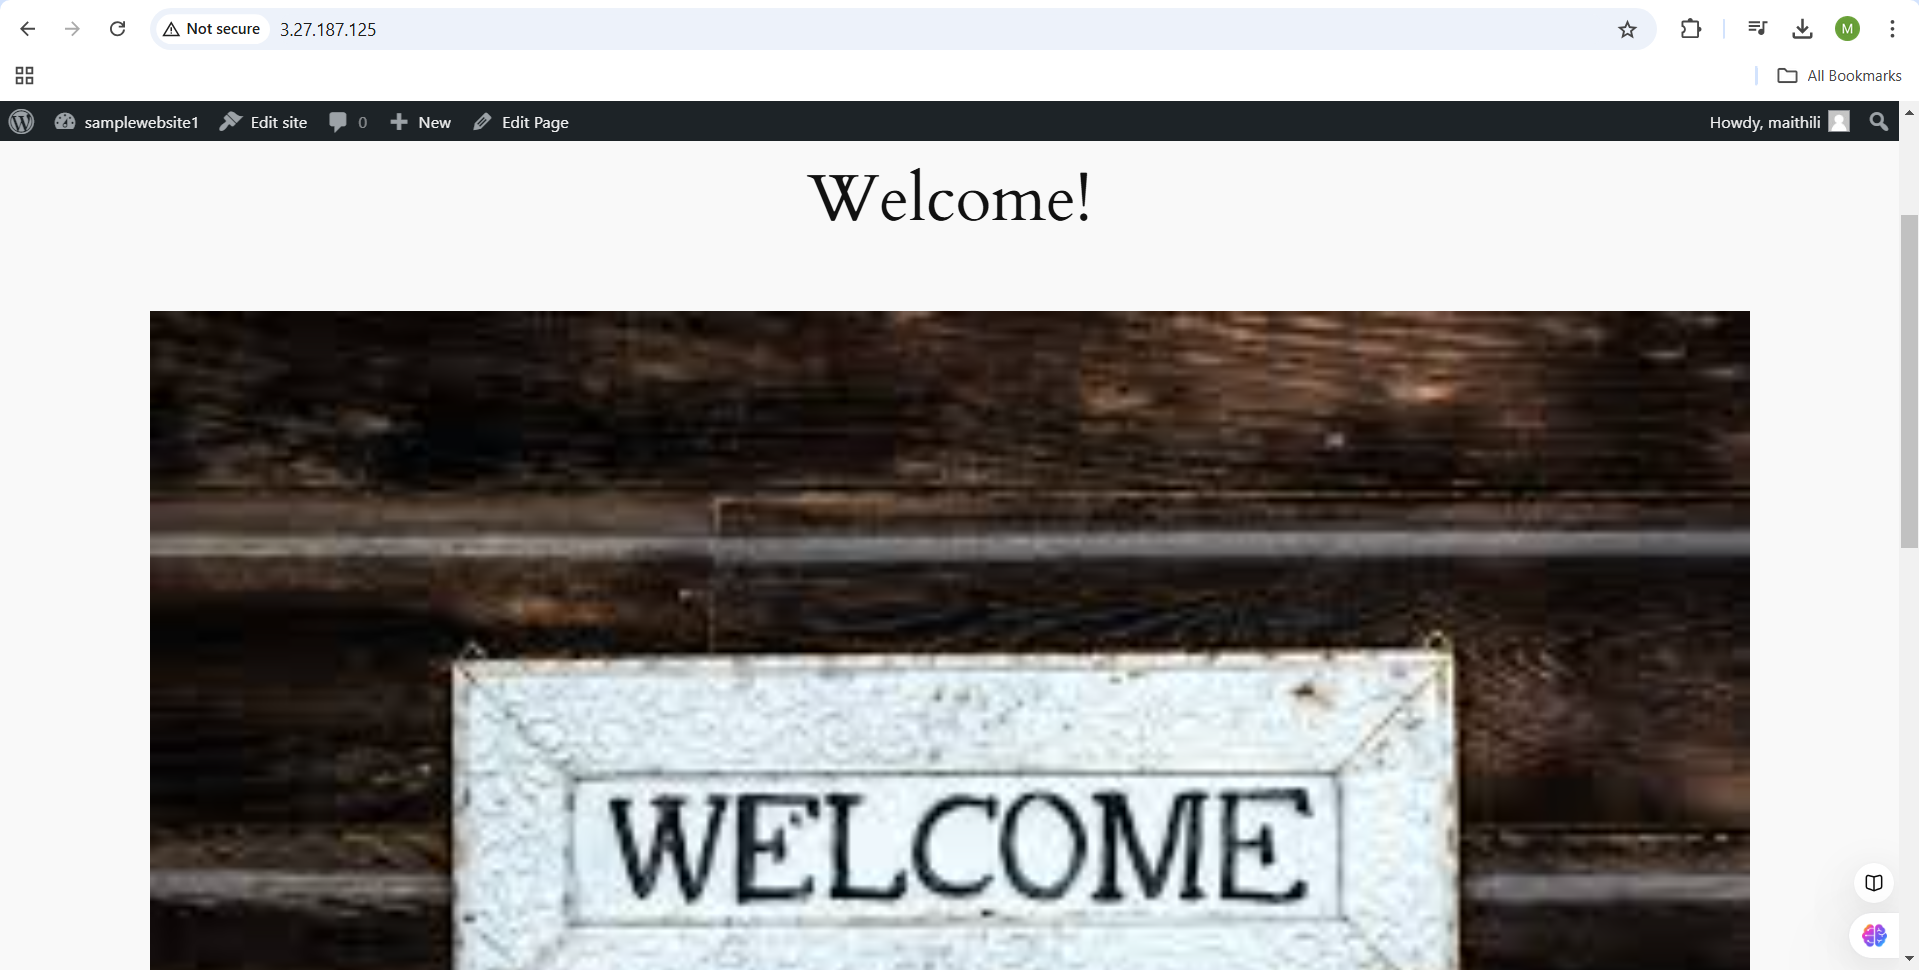 Not secure 3.27.187.125
M
All Bookmarks
samplewebsite1 Edit site 0 New Edit Page Howdy, maithili
Welcome!
WELCOME